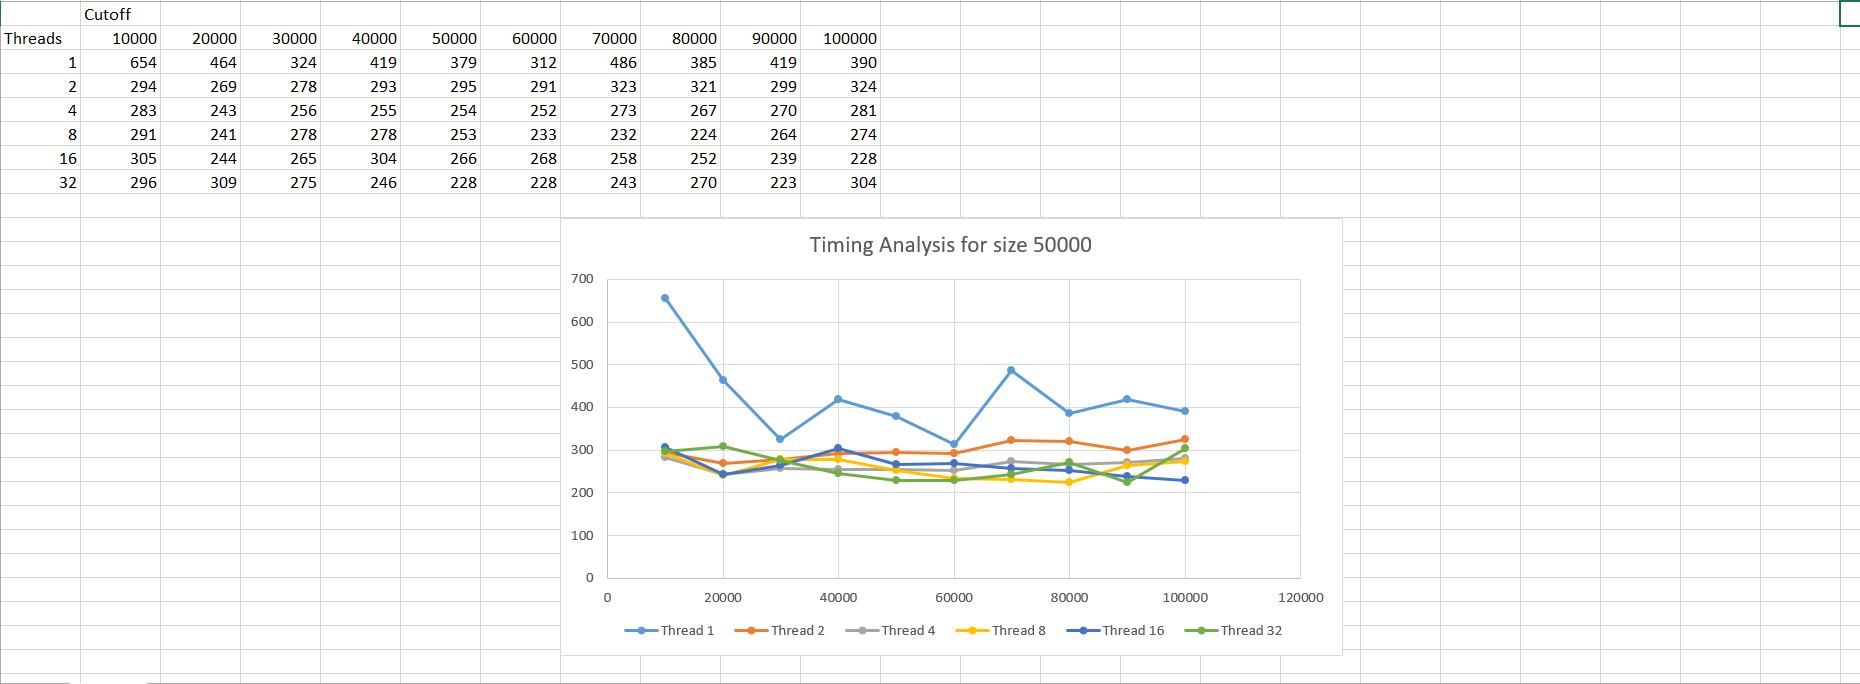 Cutoff
Threads 10000 20000 30000 40000 50000 60000 70000 80000 90000 100000
1 654 464 324 419 379 312 486 385 419 390
2 294 269 278 293 295 291 323 321 299 324
4 283 243 256 255 254 252 273 267 270 281
8 291 241 278 278 253 233 232 224 264 274
16 305 244 265 304 266 268 258 252 239 228
32 296 309 275 246 228 228 243 270 223 304
Timing Analysis for size 50000
700
600
500
400
300
200
100
0
0 20000 40000 60000 80000 100000 120000
Thread 1 Thread 2 Thread 4 Thread 8 Thread 16 Thread 32